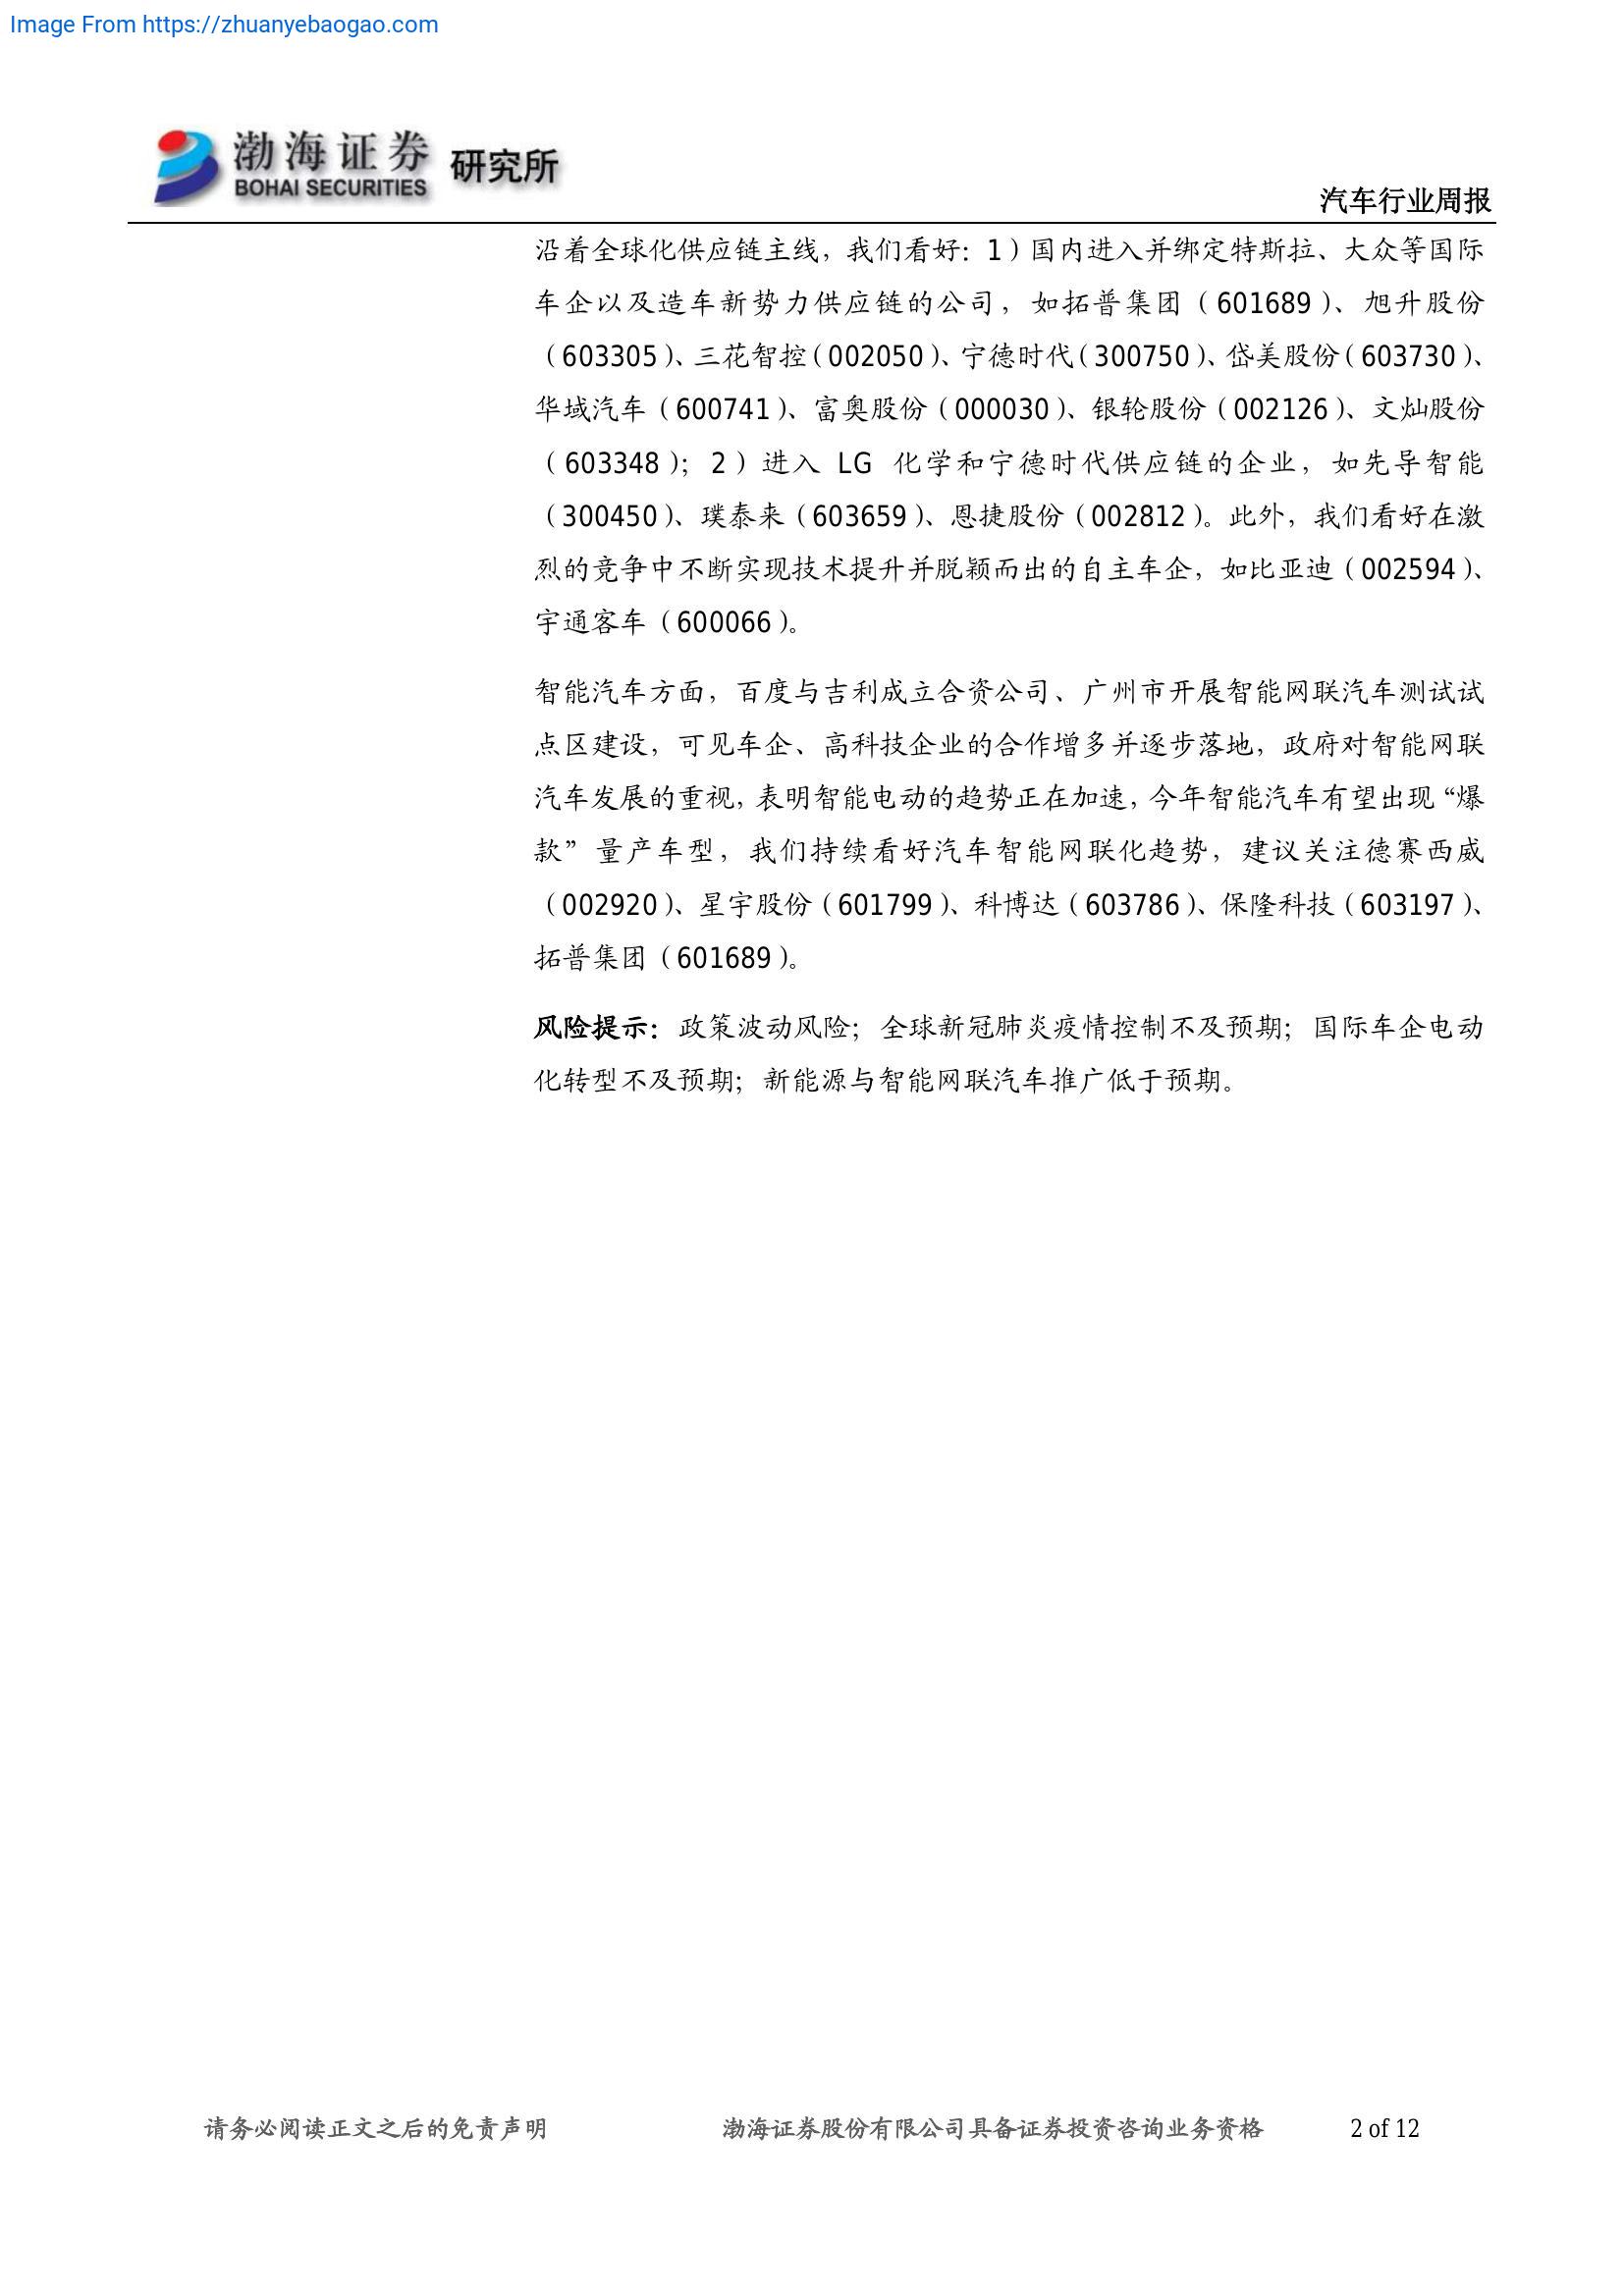 Image From https://zhuanyebaogao.com
渤海证券 研究所
BOHAI SECURITIES
汽车行业周报
沿着全球化供应链主线，我们看好：1）国内进入并绑定特斯拉、大众等国际
车企以及造车新势力供应链的公司，如拓普集团（601689）、旭升股份
（603305）、三花智控（002050）、宁德时代（300750）、岱美股份（603730）、
华域汽车（600741）、富奥股份（000030）、银轮股份（002126）、文灿股份
（603348）；2）进入 LG 化学和宁德时代供应链的企业，如先导智能
（300450）、璞泰来（603659）、恩捷股份（002812）。此外，我们看好在激
烈的竞争中不断实现技术提升并脱颖而出的自主车企，如比亚迪（002594）、
宇通客车（600066）。
智能汽车方面，百度与吉利成立合资公司、广州市开展智能网联汽车测试试
点区建设，可见车企、高科技企业的合作增多并逐步落地，政府对智能网联
汽车发展的重视，表明智能电动的趋势正在加速，今年智能汽车有望出现“爆
款”量产车型，我们持续看好汽车智能网联化趋势，建议关注德赛西威
（002920）、星宇股份（601799）、科博达（603786）、保隆科技（603197）、
拓普集团（601689）。
风险提示：政策波动风险；全球新冠肺炎疫情控制不及预期；国际车企电动
化转型不及预期；新能源与智能网联汽车推广低于预期。
请务必阅读正文之后的免责声明 渤海证券股份有限公司具备证券投资咨询业务资格 2 of 12